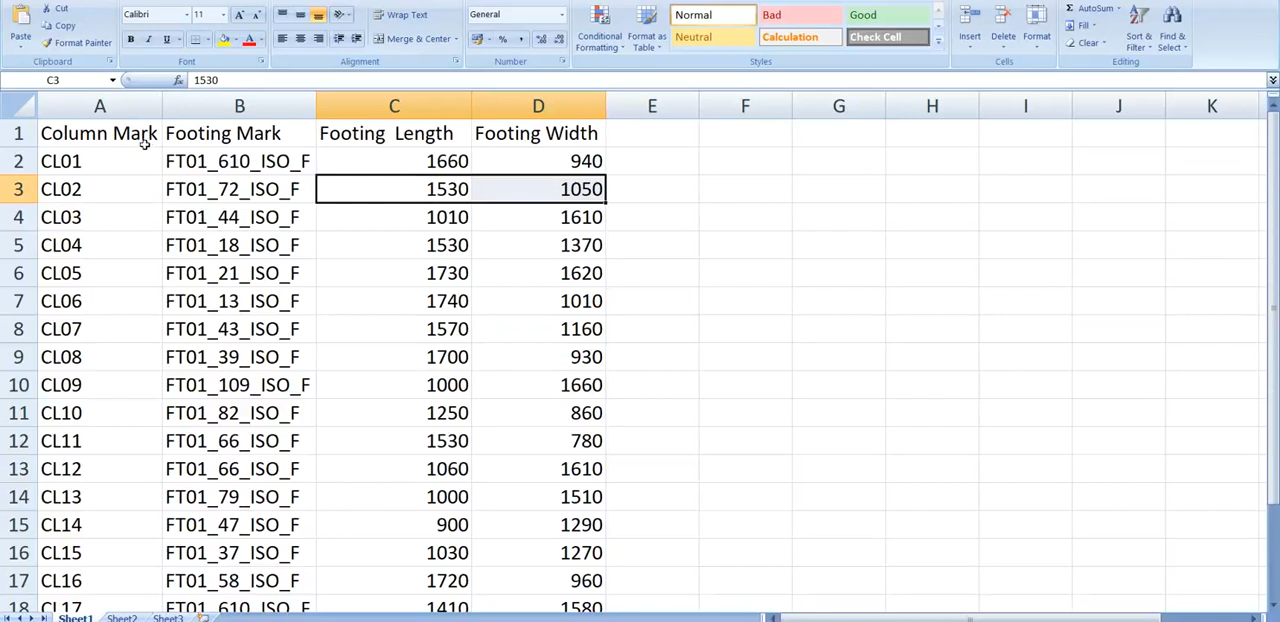 Cut
Copy
Format Painter
Paste
Clipboard
Calibri 11 A A
B I U A
Font
Wrap Text
Merge & Center
Alignment
General
% ,
Number
Conditional Formatting
Format as Table
Normal Bad Good
Neutral Calculation Check Cell
Styles
Insert Delete Format
Cells
Σ AutoSum
Fill
Clear
Sort & Filter
Find & Select
Editing
C3 fx 1530
A B C D E F G H I J K
1 Column Mark Footing Mark Footing Length Footing Width
2 CL01 FT01_610_ISO_F 1660 940
3 CL02 FT01_72_ISO_F 1530 1050
4 CL03 FT01_44_ISO_F 1010 1610
5 CL04 FT01_18_ISO_F 1530 1370
6 CL05 FT01_21_ISO_F 1730 1620
7 CL06 FT01_13_ISO_F 1740 1010
8 CL07 FT01_43_ISO_F 1570 1160
9 CL08 FT01_39_ISO_F 1700 930
10 CL09 FT01_109_ISO_F 1000 1660
11 CL10 FT01_82_ISO_F 1250 860
12 CL11 FT01_66_ISO_F 1530 780
13 CL12 FT01_66_ISO_F 1060 1610
14 CL13 FT01_79_ISO_F 1000 1510
15 CL14 FT01_47_ISO_F 900 1290
16 CL15 FT01_37_ISO_F 1030 1270
17 CL16 FT01_58_ISO_F 1720 960
18 CL17 FT01_610_ISO_F 1410 1580
Sheet1 Sheet2 Sheet3